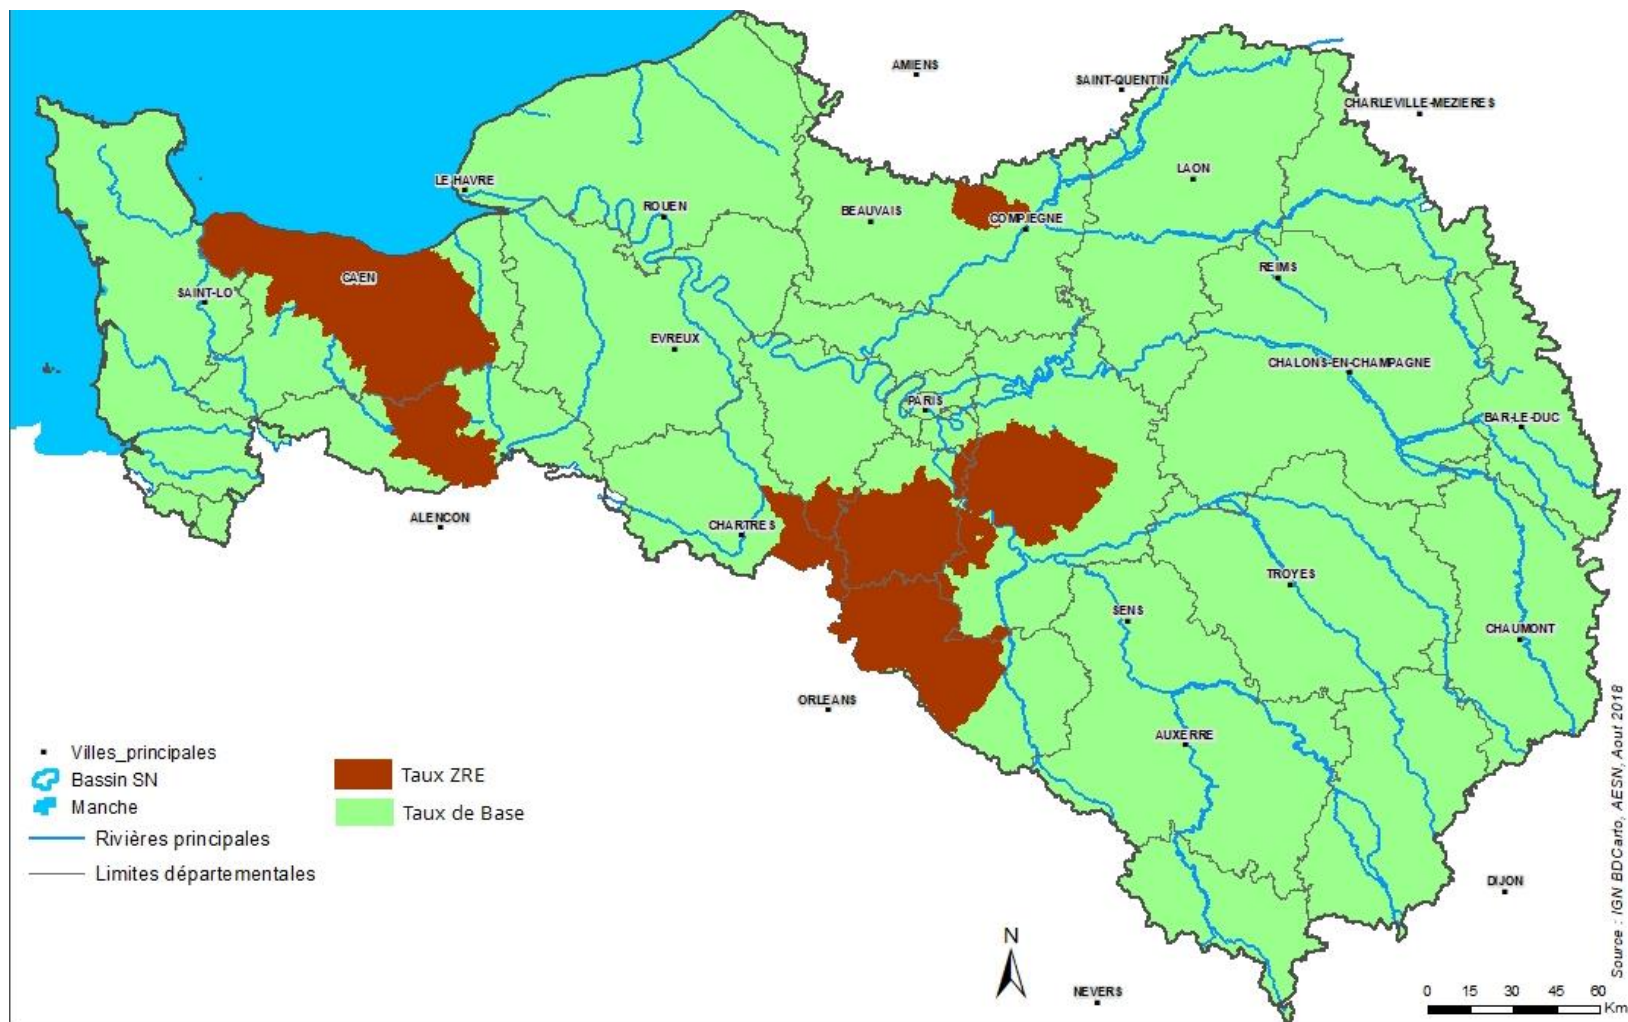 AMIENS
SAINT-QUENTIN
CHARLEVILLE-MEZIERES
LAON
LE HAVRE
ROUEN
BEAUVAIS
COMPIEGNE
REIMS
CAEN
SAINT-LO
EVREUX
CHALONS-EN-CHAMPAGNE
PARIS
BAR-LE-DUC
ALENCON
CHARTRES
TROYES
SENS
CHAUMONT
ORLEANS
AUXERRE
DIJON
NEVERS
Villes_principales
Bassin SN
Manche
Rivières principales
Limites départementales
Taux ZRE
Taux de Base
N
0 15 30 45 60
Km
Source : IGN BDCarto, AESN, Aout 2018